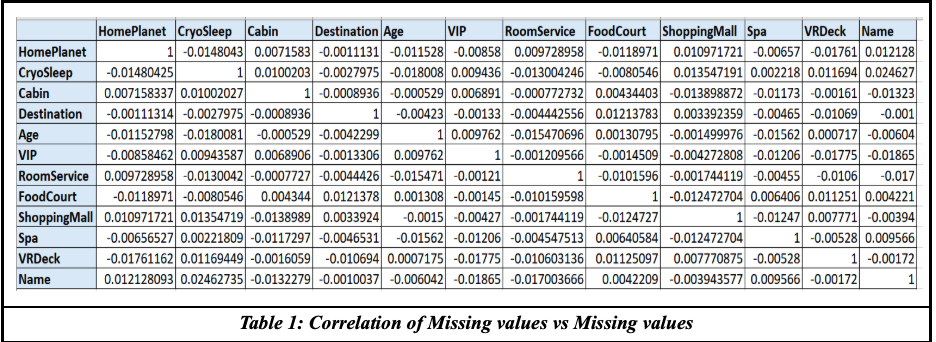 HomePlanet CryoSleep Cabin Destination Age VIP RoomService FoodCourt ShoppingMall Spa VRDeck Name
HomePlanet 1 -0.0148043 0.0071583 -0.0011131 -0.011528 -0.00858 0.009728958 -0.0118971 0.010971721 -0.00657 -0.01761 0.012128
CryoSleep -0.01480425 1 0.0100203 -0.0027975 -0.018008 0.009436 -0.013004246 -0.0080546 0.013547191 0.002218 0.011694 0.024627
Cabin 0.007158337 0.01002027 1 -0.0008936 -0.000529 0.006891 -0.000772732 0.00434403 -0.013898872 -0.01173 -0.00161 -0.01323
Destination -0.00111314 -0.0027975 -0.0008936 1 -0.00423 -0.00133 -0.004442556 0.01213783 0.003392359 -0.00465 -0.01069 -0.001
Age -0.01152798 -0.0180081 -0.000529 -0.0042299 1 0.009762 -0.015470696 0.00130795 -0.001499976 -0.01562 0.000717 -0.00604
VIP -0.00858462 0.00943587 0.0068906 -0.0013306 0.009762 1 -0.001209566 -0.0014509 -0.004272808 -0.01206 -0.01775 -0.01865
RoomService 0.009728958 -0.0130042 -0.0007727 -0.0044426 -0.015471 -0.00121 1 -0.0101596 -0.001744119 -0.00455 -0.0106 -0.017
FoodCourt -0.0118971 -0.0080546 0.004344 0.0121378 0.001308 -0.00145 -0.010159598 1 -0.012472704 0.006406 0.011251 0.004221
ShoppingMall 0.010971721 0.01354719 -0.0138989 0.0033924 -0.0015 -0.00427 -0.001744119 -0.0124727 1 -0.01247 0.007771 -0.00394
Spa -0.00656527 0.00221809 -0.0117297 -0.0046531 -0.01562 -0.01206 -0.004547513 0.00640584 -0.012472704 1 -0.00528 0.009566
VRDeck -0.01761162 0.01169449 -0.0016059 -0.010694 0.0007175 -0.01775 -0.010603136 0.01125097 0.007770875 -0.00528 1 -0.00172
Name 0.012128093 0.02462735 -0.0132279 -0.0010037 -0.006042 -0.01865 -0.017003666 0.0042209 -0.003943577 0.009566 -0.00172 1
Table 1: Correlation of Missing values vs Missing values